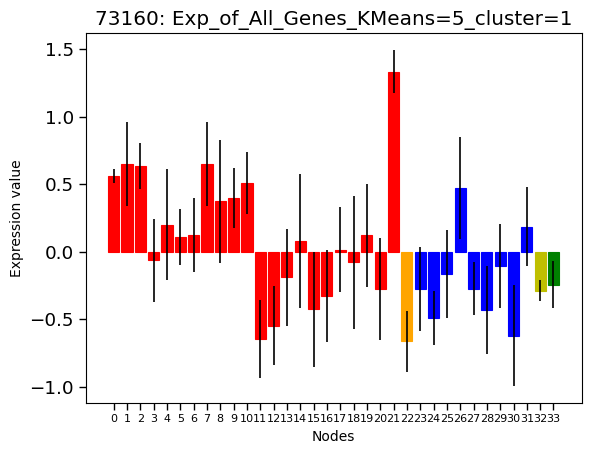 73160: Exp_of_All_Genes_KMeans=5_cluster=1
Expression value
1.5
1.0
0.5
0.0
−0.5
−1.0
0 1 2 3 4 5 6 7 8 9 10 11 12 13 14 15 16 17 18 19 20 21 22 23 24 25 26 27 28 29 30 31 32 33
Nodes